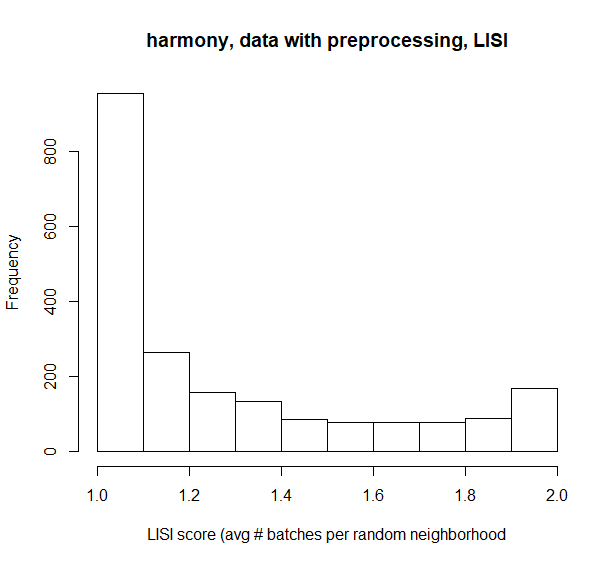 harmony, data with preprocessing, LISI
Frequency
800
600
400
200
0
1.0 1.2 1.4 1.6 1.8 2.0
LISI score (avg # batches per random neighborhood